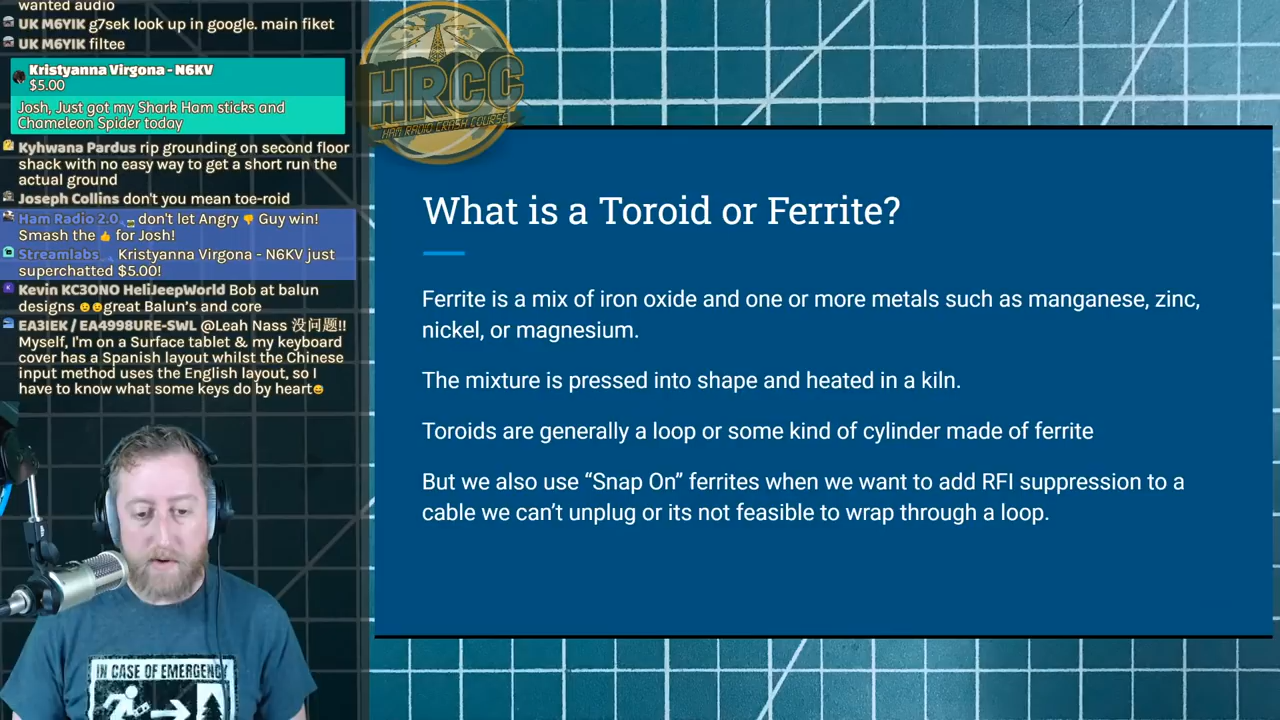 wanted audio
UK M6YIK g7sek look up in google. main fiket
UK M6YIK filtee
Kristyanna Virgona - N6KV
$5.00
Josh, Just got my Shark Ham sticks and
Chameleon Spider today
Kyhwana Pardus rip grounding on second floor
shack with no easy way to get a short run the
actual ground
Joseph Collins don't you mean toe-roid
Ham Radio 2.0 don't let Angry 👎 Guy win!
Smash the 👍 for Josh!
Streamlabs Kristyanna Virgona - N6KV just
superchatted $5.00!
Kevin KC3ONO HeliJeepWorld Bob at balun
designs great Balun's and core
EA3IEK / EA4998URE-SWL @Leah Nass 没问题!!
Myself, I'm on a Surface tablet & my keyboard
cover has a Spanish layout whilst the Chinese
input method uses the English layout, so I
have to know what some keys do by heart
HRCC
HAM RADIO CRASH COURSE
What is a Toroid or Ferrite?
Ferrite is a mix of iron oxide and one or more metals such as manganese, zinc,
nickel, or magnesium.
The mixture is pressed into shape and heated in a kiln.
Toroids are generally a loop or some kind of cylinder made of ferrite
But we also use “Snap On” ferrites when we want to add RFI suppression to a
cable we can’t unplug or its not feasible to wrap through a loop.
IN CASE OF EMERGENCY